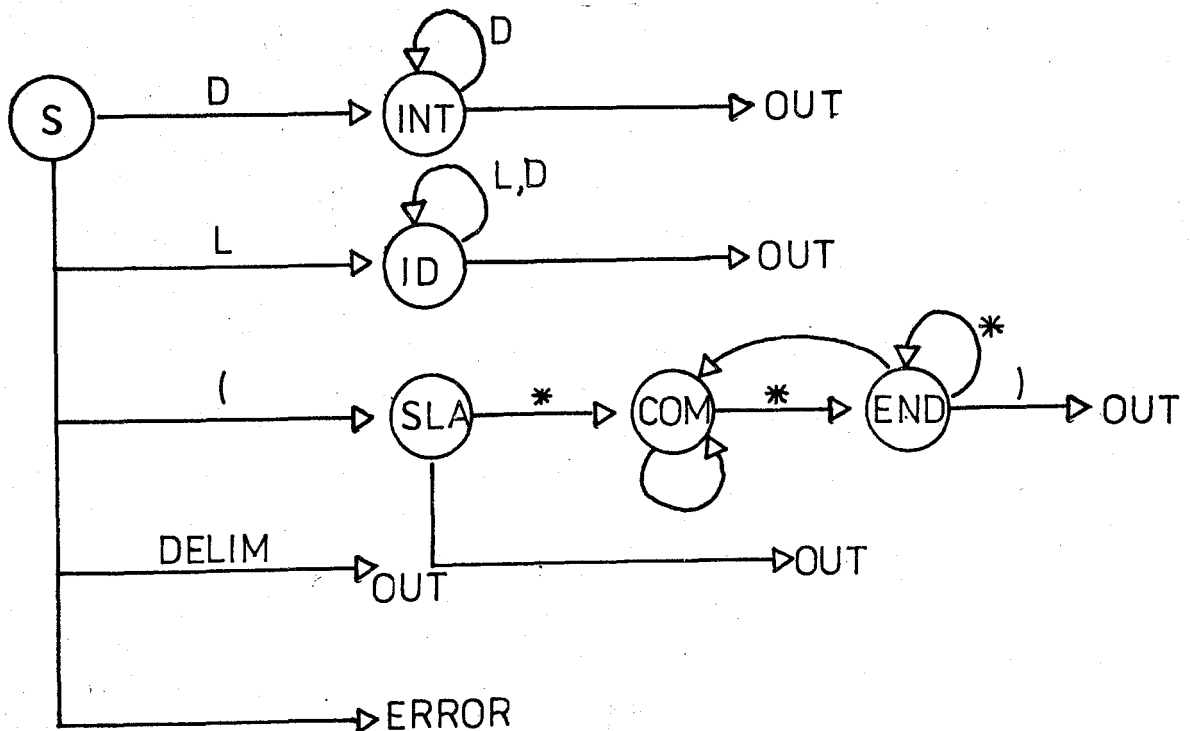 D
S D INT OUT
L,D
L ID OUT
*
( SLA * COM * END ) OUT
DELIM OUT OUT
ERROR